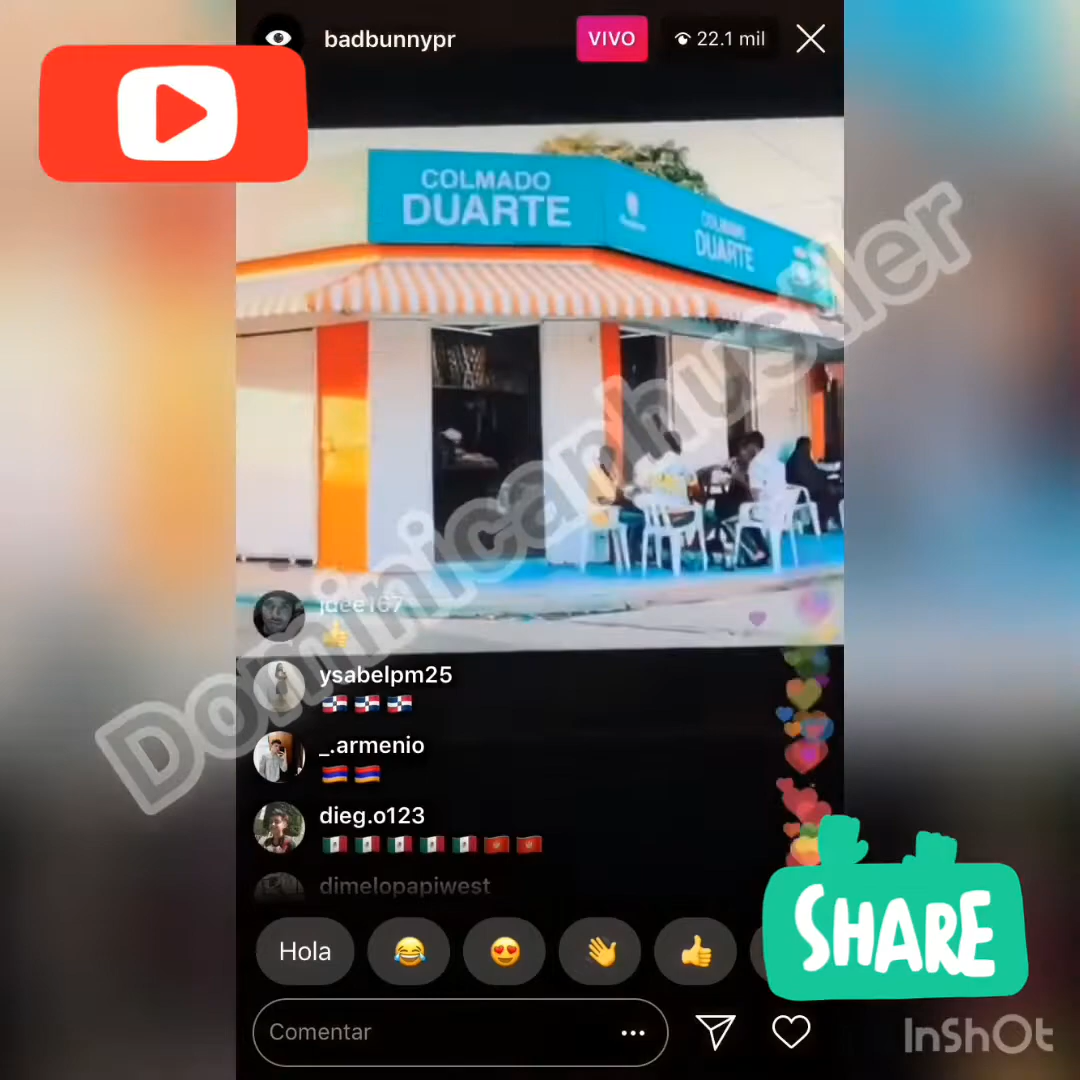 badbunnypr
VIVO
22.1 mil
COLMADO
DUARTE
COLMADO
DUARTE
Dominicanhustler
jdee167
👍
ysabelpm25
🇩🇴🇩🇴🇩🇴
_.armenio
🇦🇲🇦🇲
dieg.o123
🇲🇽🇲🇽🇲🇽🇲🇽🇲🇽
dimelopapiwest
Hola
😂 😍 👋 👍
SHARE
Comentar
InShOt